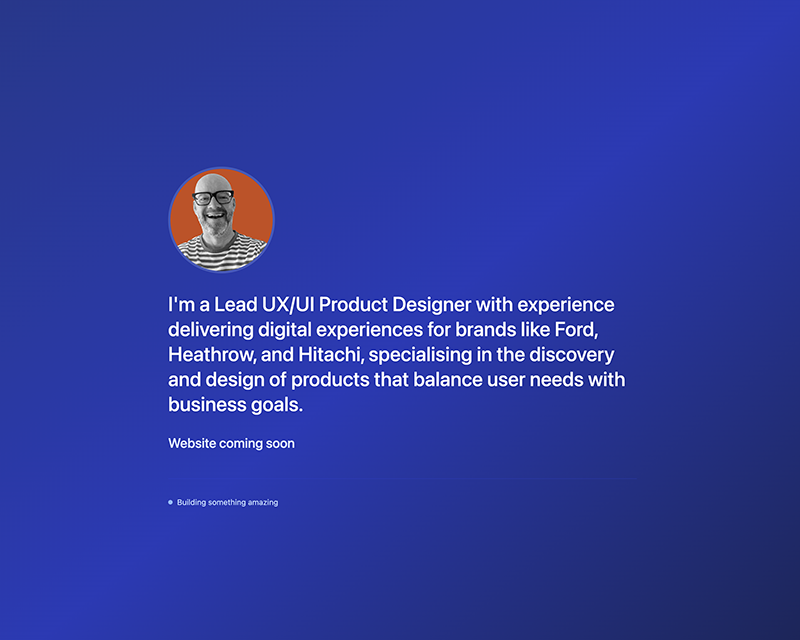 I'm a Lead UX/UI Product Designer with experience
delivering digital experiences for brands like Ford,
Heathrow, and Hitachi, specialising in the discovery
and design of products that balance user needs with
business goals.
Website coming soon
Building something amazing